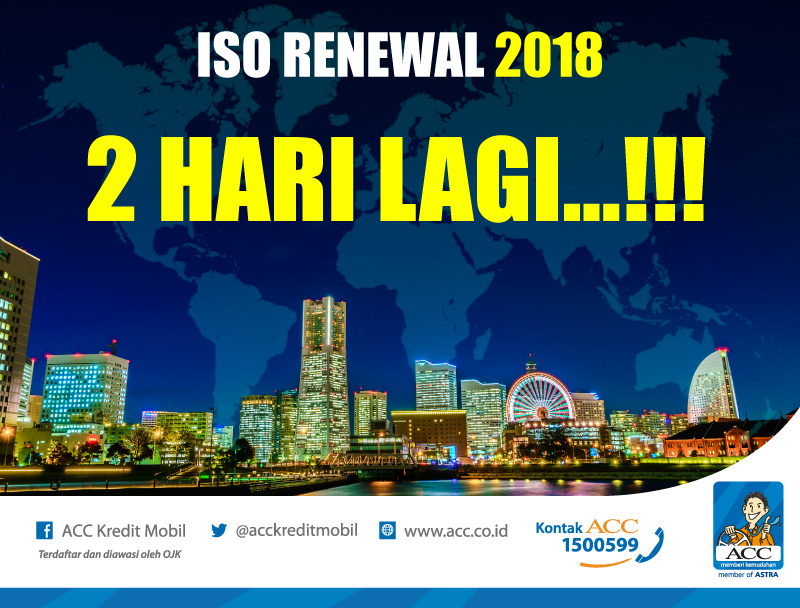 ISO RENEWAL 2018
2 HARI LAGI...!!!
ACC Kredit Mobil
@acckreditmobil
www.acc.co.id
Kontak ACC
1500599
Terdaftar dan diawasi oleh OJK
ACC
memberi kemudahan
member of ASTRA